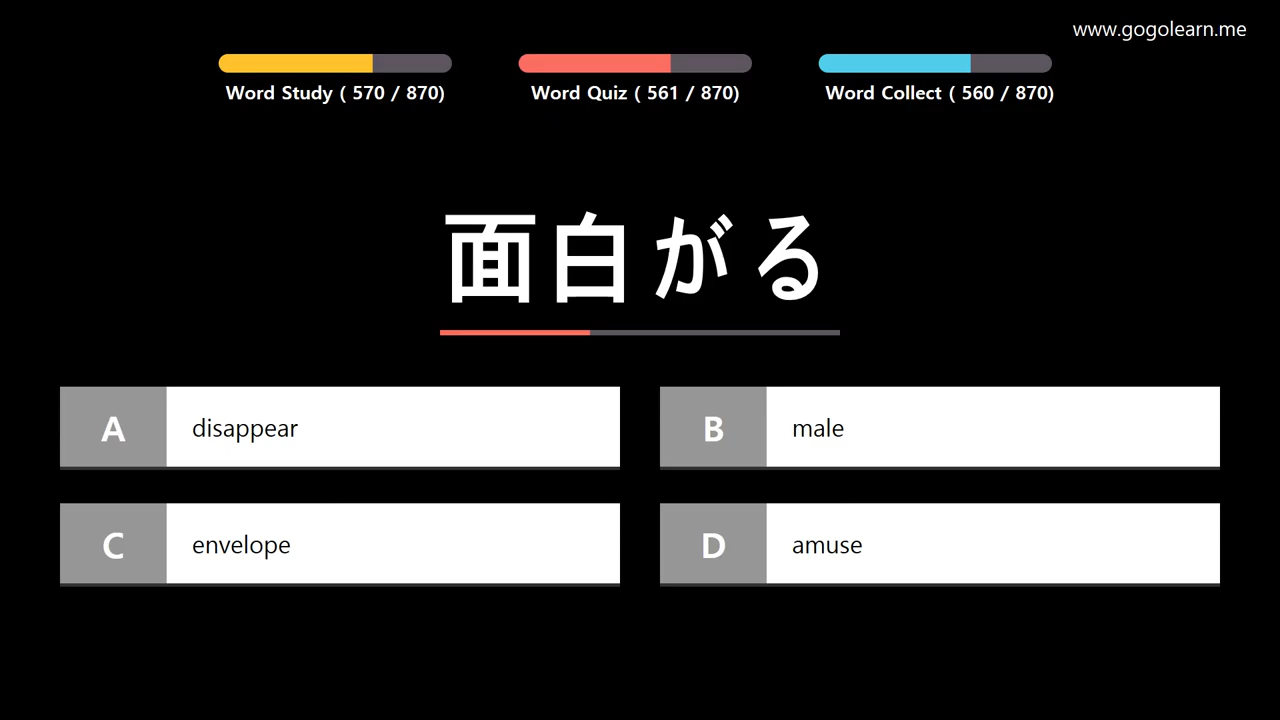 www.gogolearn.me
Word Study ( 570 / 870)
Word Quiz ( 561 / 870)
Word Collect ( 560 / 870)
面白がる
A disappear
B male
C envelope
D amuse